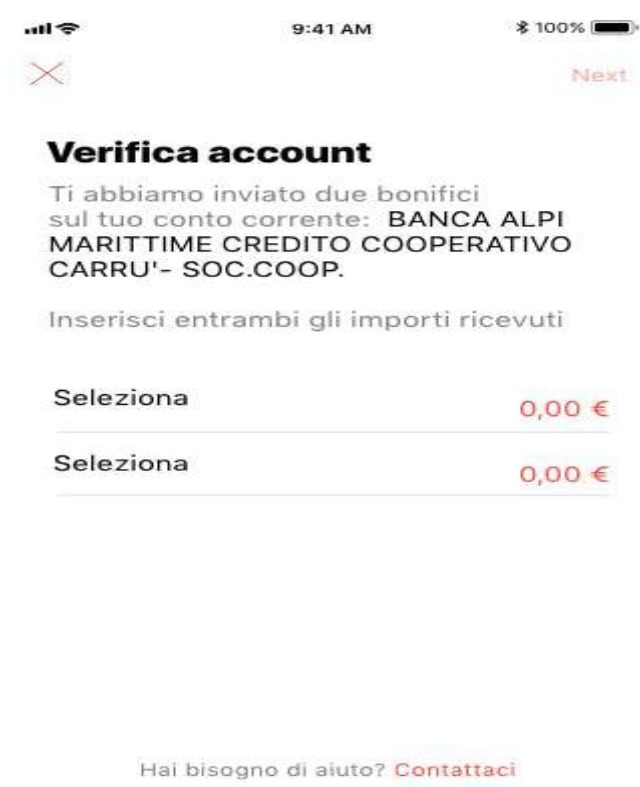 9:41 AM
100%
Next
Verifica account
Ti abbiamo inviato due bonifici
sul tuo conto corrente: BANCA ALPI
MARITTIME CREDITO COOPERATIVO
CARRU'- SOC.COOP.
Inserisci entrambi gli importi ricevuti
Seleziona
0,00 €
Seleziona
0,00 €
Hai bisogno di aiuto? Contattaci